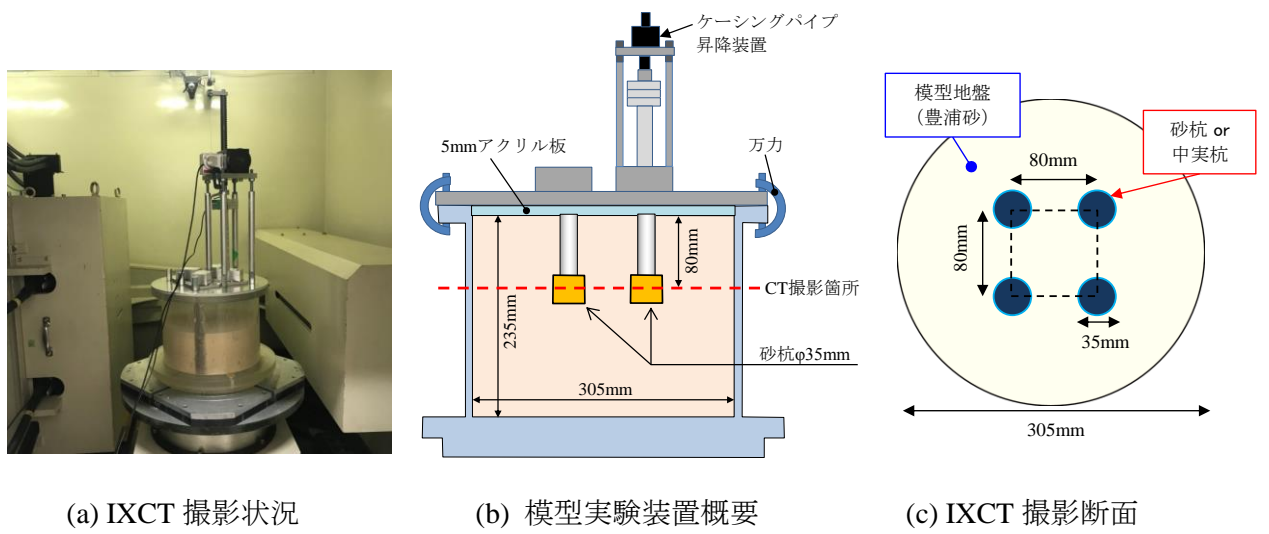 ケーシングパイプ
昇降装置
5mmアクリル板
万力
80mm
CT撮影箇所
235mm
砂杭φ35mm
305mm
模型地盤
（豊浦砂）
砂杭 or
中実杭
80mm
80mm
35mm
305mm
(a) IXCT 撮影状況
(b) 模型実験装置概要
(c) IXCT 撮影断面